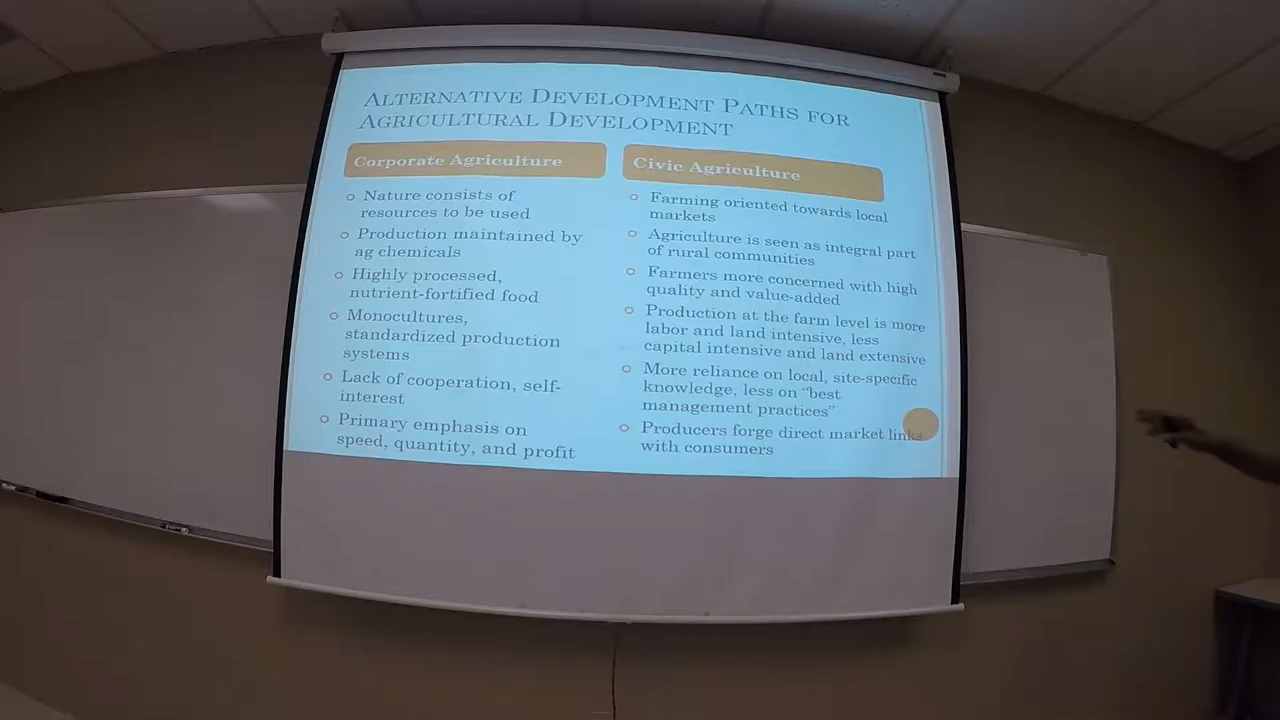 ALTERNATIVE DEVELOPMENT PATHS FOR
AGRICULTURAL DEVELOPMENT
Corporate Agriculture
Nature consists of
resources to be used
Production maintained by
ag chemicals
Highly processed,
nutrient-fortified food
Monocultures,
standardized production
systems
Lack of cooperation, self-
interest
Primary emphasis on
speed, quantity, and profit
Civic Agriculture
Farming oriented towards local
markets
Agriculture is seen as integral part
of rural communities
Farmers more concerned with high
quality and value-added
Production at the farm level is more
labor and land intensive, less
capital intensive and land extensive
More reliance on local, site-specific
knowledge, less on “best
management practices”
Producers forge direct market links
with consumers